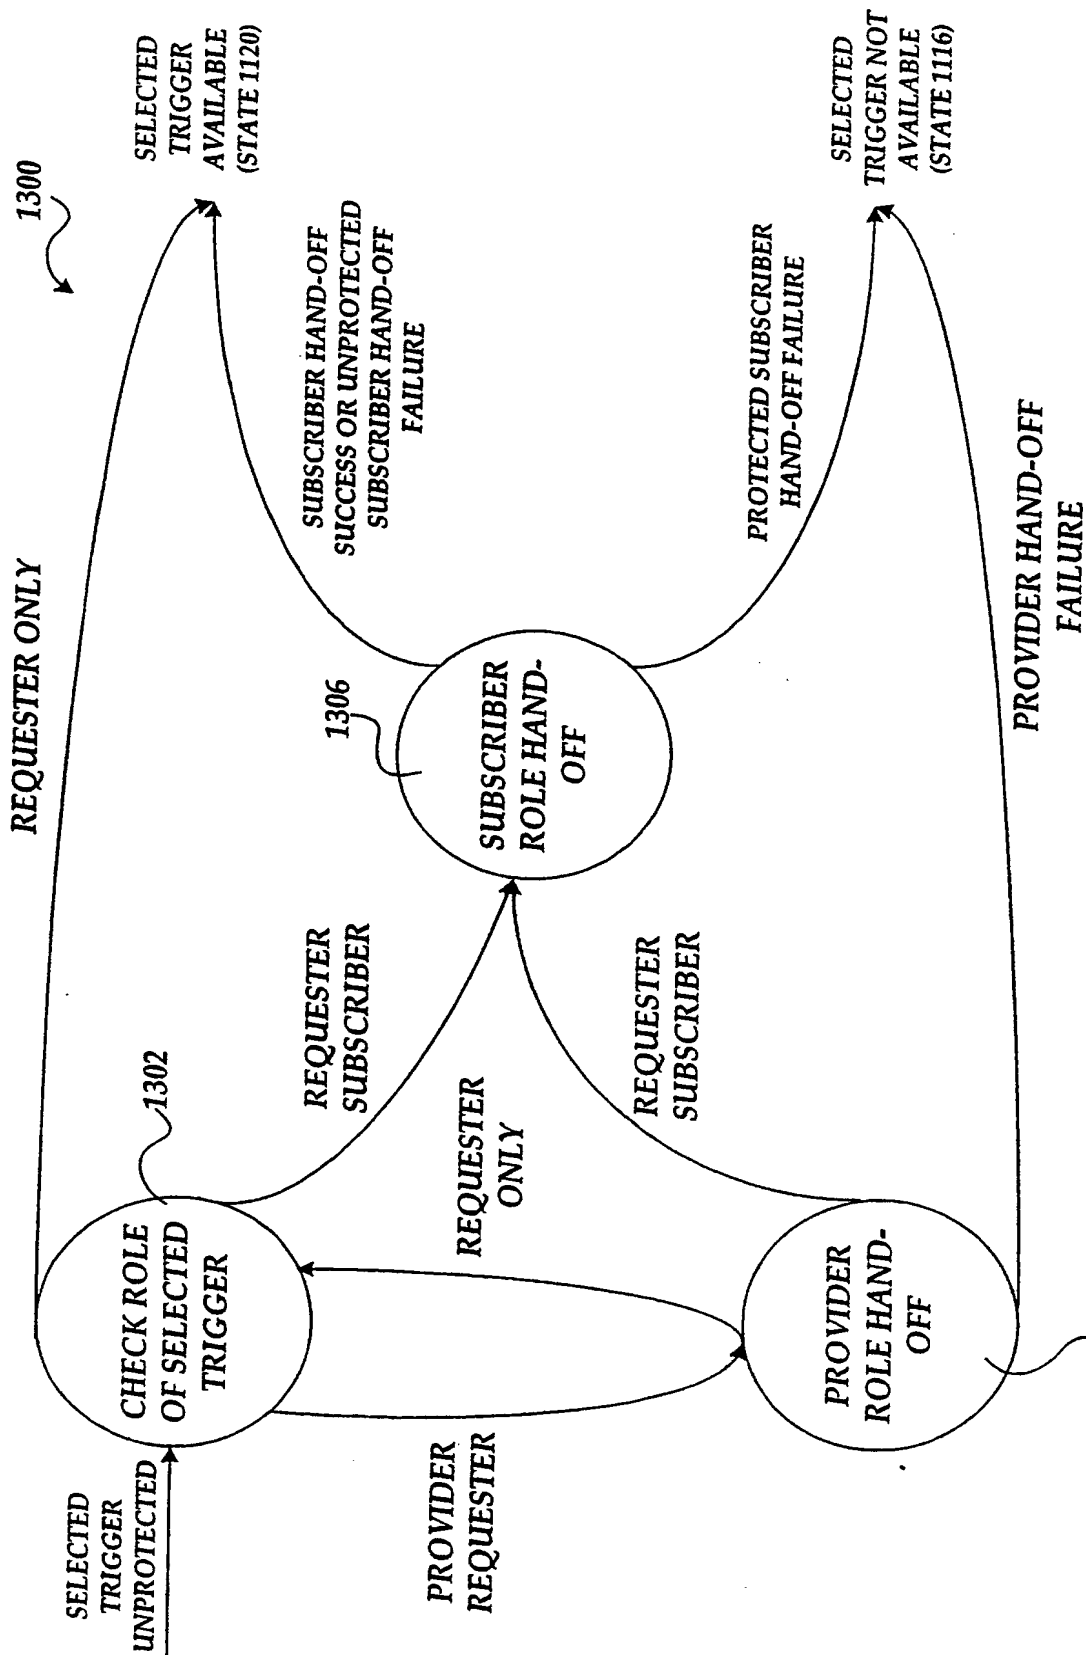 1300
REQUESTER ONLY
SELECTED
TRIGGER
AVAILABLE
(STATE 1120)
SELECTED
TRIGGER
UNPROTECTED
CHECK ROLE
OF SELECTED
TRIGGER
1302
REQUESTER
SUBSCRIBER
SUBSCRIBER HAND-OFF
SUCCESS OR UNPROTECTED
SUBSCRIBER HAND-OFF
FAILURE
1306
SUBSCRIBER
ROLE HAND-
OFF
PROVIDER
REQUESTER
REQUESTER
ONLY
REQUESTER
SUBSCRIBER
PROTECTED SUBSCRIBER
HAND-OFF FAILURE
SELECTED
TRIGGER NOT
AVAILABLE
(STATE 1116)
PROVIDER
ROLE HAND-
OFF
PROVIDER HAND-OFF
FAILURE